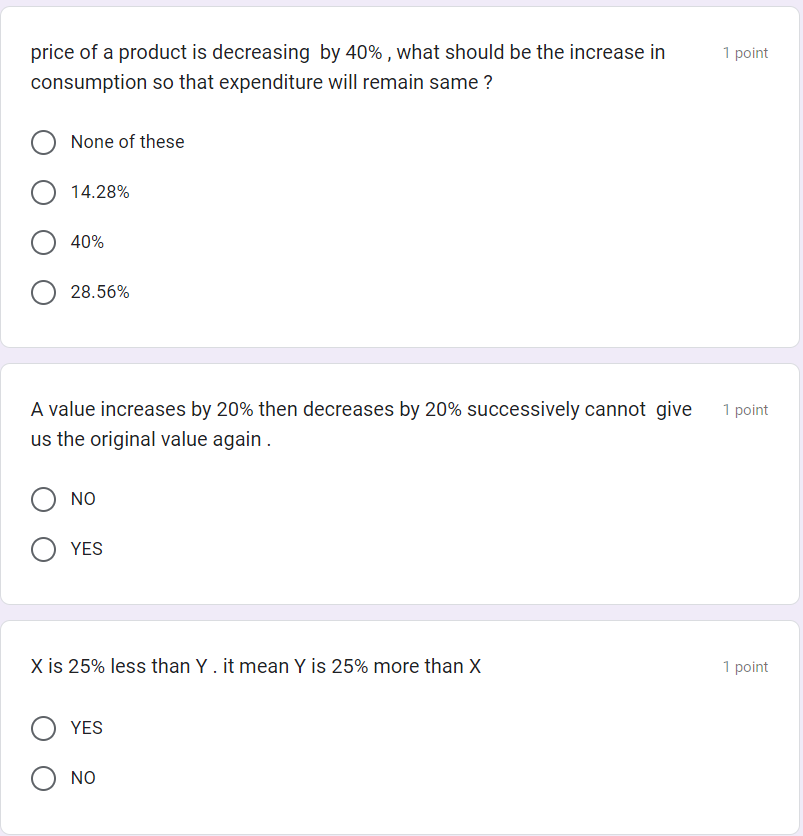 price of a product is decreasing  by 40% , what should be the increase in
1 point
consumption so that expenditure will remain same ?
None of these
14.28%
40%
28.56%
A value increases by 20% then decreases by 20% successively cannot  give
1 point
us the original value again .
NO
YES
X is 25% less than Y . it mean Y is 25% more than X
1 point
YES
NO